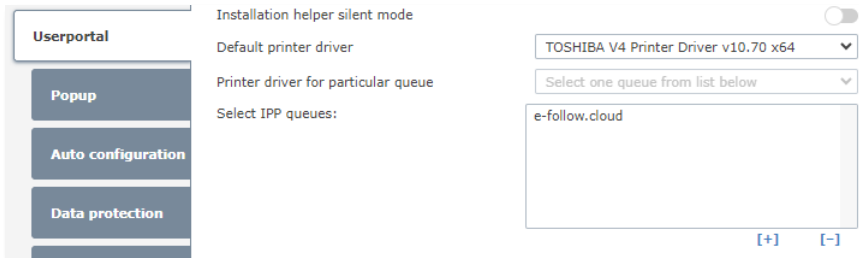 Userportal
Popup
Auto configuration
Data protection
Installation helper silent mode
Default printer driver
TOSHIBA V4 Printer Driver v10.70 x64
Printer driver for particular queue
Select one queue from list below
Select IPP queues:
e-follow.cloud
[+]
[−]